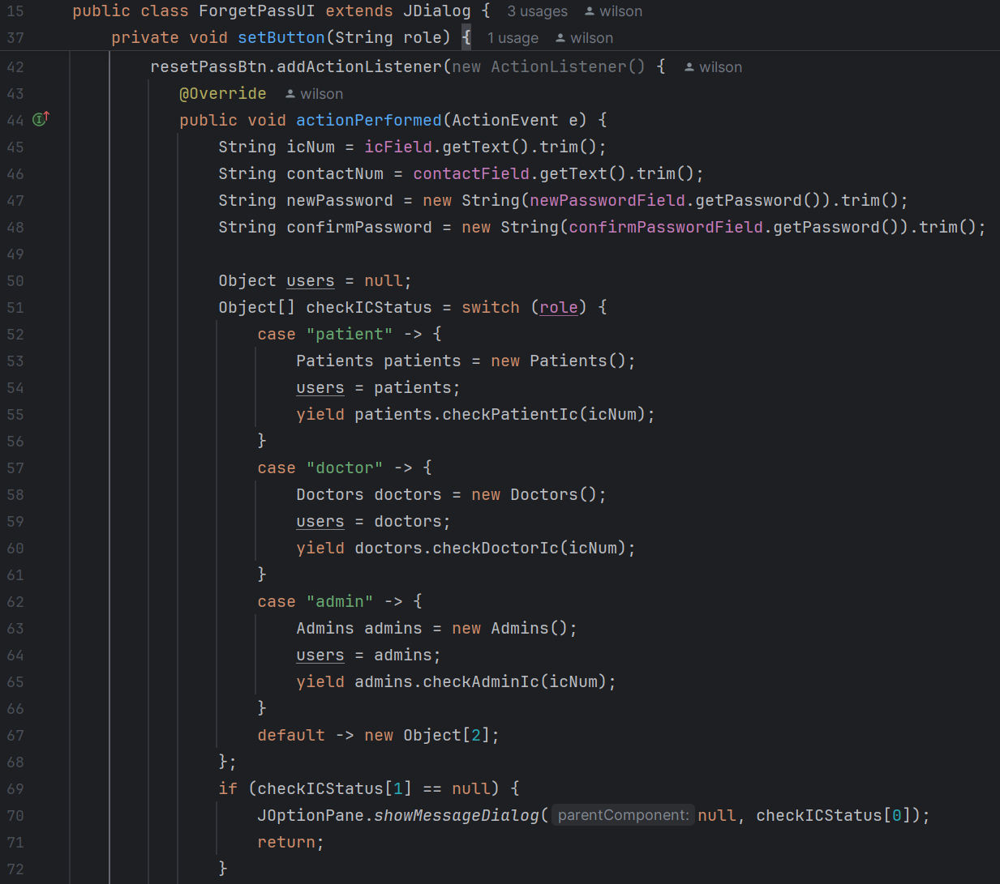 15 public class ForgetPassUI extends JDialog { 3 usages wilson
37 private void setButton(String role) { 1 usage wilson
42 resetPassBtn.addActionListener(new ActionListener() { wilson
43 @Override wilson
44 public void actionPerformed(ActionEvent e) {
45 String icNum = icField.getText().trim();
46 String contactNum = contactField.getText().trim();
47 String newPassword = new String(newPasswordField.getPassword()).trim();
48 String confirmPassword = new String(confirmPasswordField.getPassword()).trim();
49
50 Object users = null;
51 Object[] checkICStatus = switch (role) {
52 case "patient" -> {
53 Patients patients = new Patients();
54 users = patients;
55 yield patients.checkPatientIc(icNum);
56 }
57 case "doctor" -> {
58 Doctors doctors = new Doctors();
59 users = doctors;
60 yield doctors.checkDoctorIc(icNum);
61 }
62 case "admin" -> {
63 Admins admins = new Admins();
64 users = admins;
65 yield admins.checkAdminIc(icNum);
66 }
67 default -> new Object[2];
68 };
69 if (checkICStatus[1] == null) {
70 JOptionPane.showMessageDialog( parentComponent: null, checkICStatus[0]);
71 return;
72 }